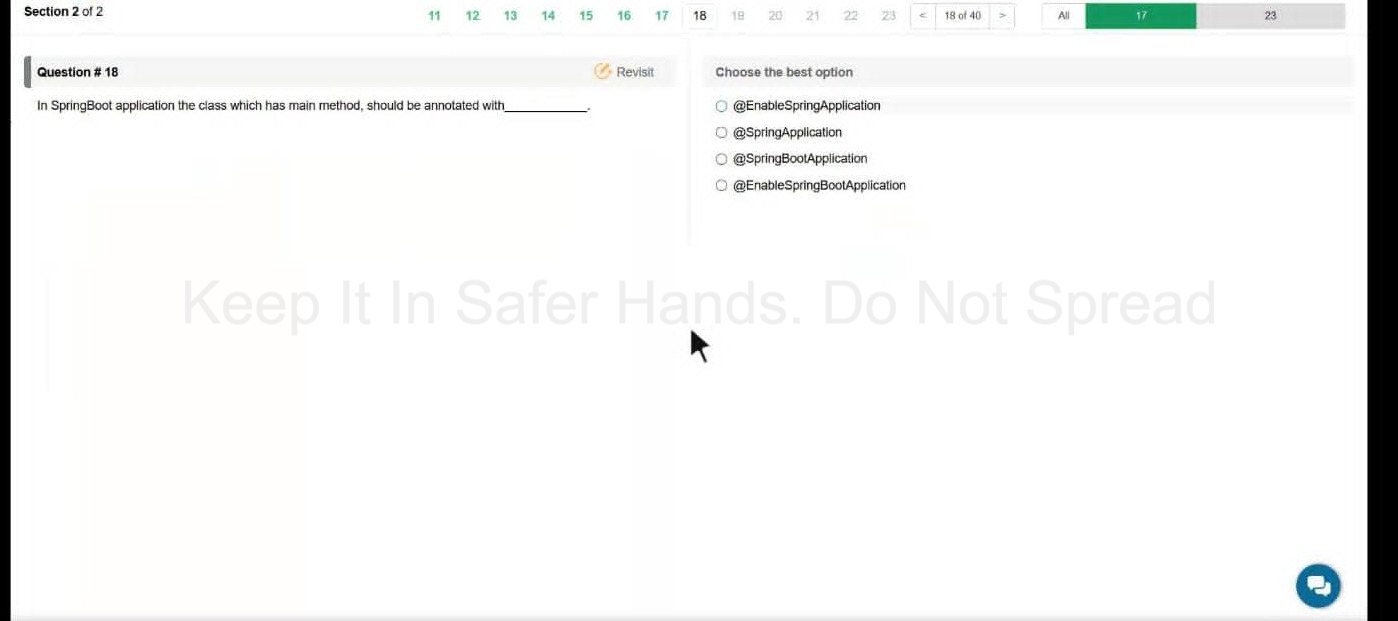 Section 2 of 2
11 12 13 14 15 16 17 18 19 20 21 22 23 < 18 of 40 > All 17 23
Question # 18
Revisit
In SpringBoot application the class which has main method, should be annotated with____________.
Choose the best option
@EnableSpringApplication
@SpringApplication
@SpringBootApplication
@EnableSpringBootApplication
Keep It In Safer Hands. Do Not Spread